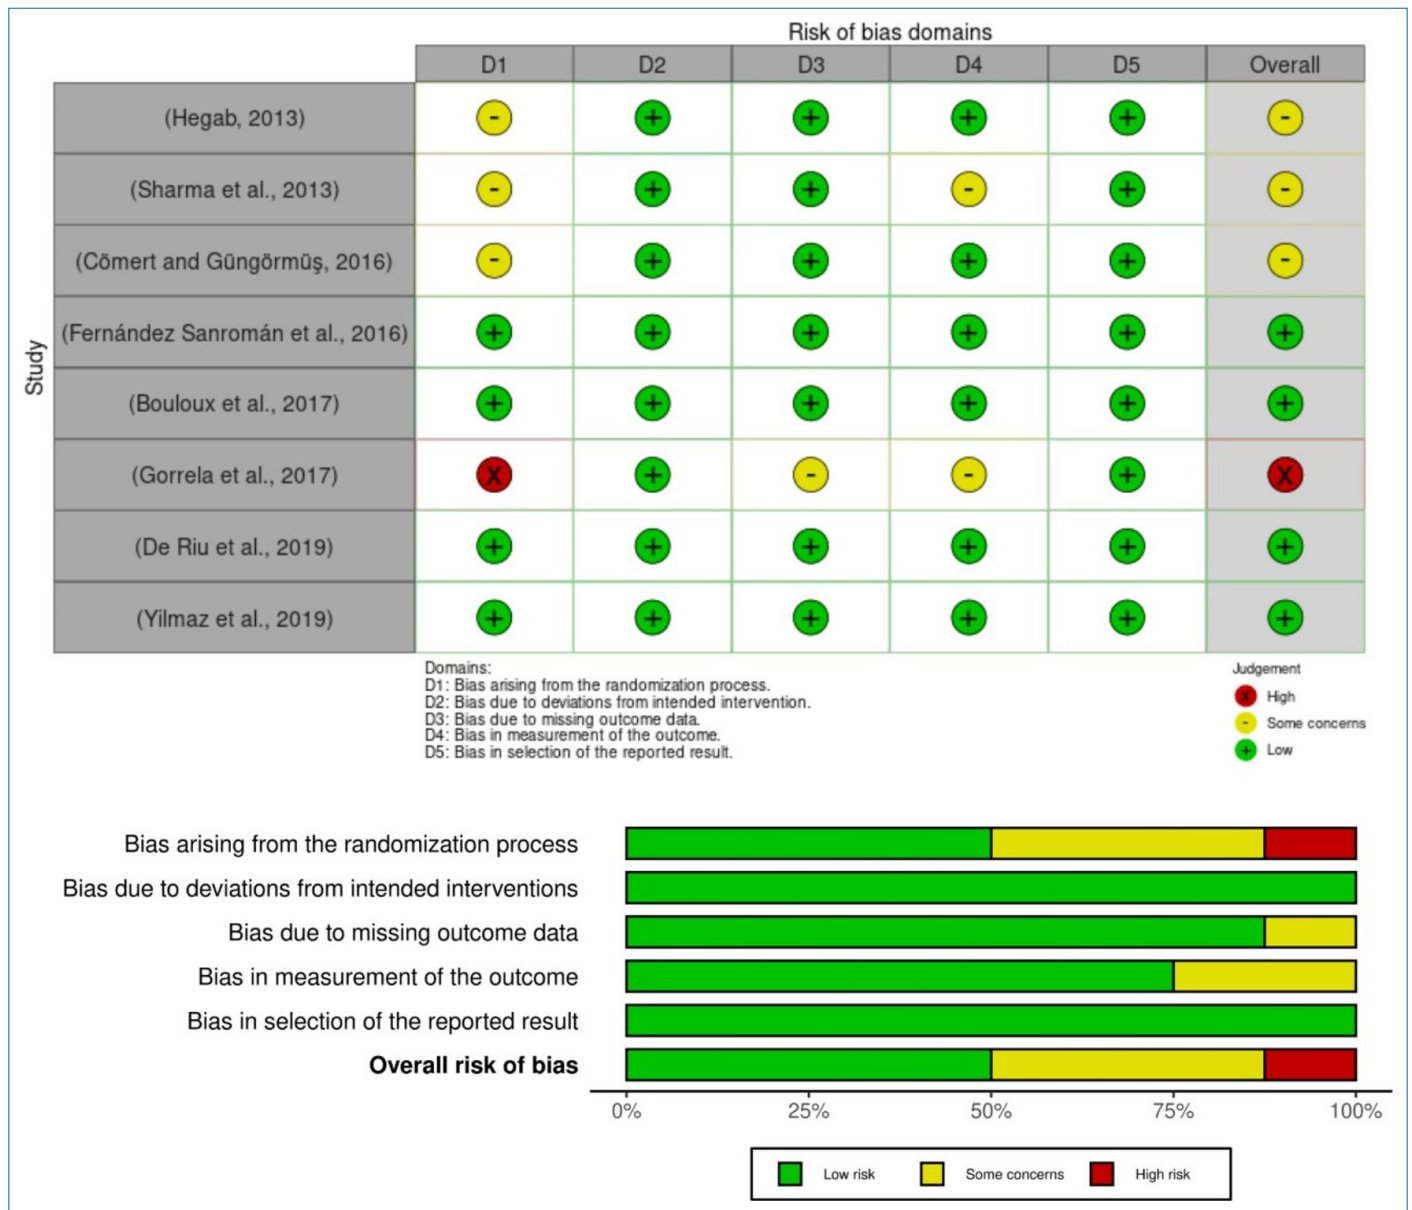 Risk of bias domains
D1 D2 D3 D4 D5 Overall
Study
(Hegab, 2013) - + + + + -
(Sharma et al., 2013) - + + - + -
(Cömert and Güngörmüş, 2016) - + + + + -
(Fernández Sanromán et al., 2016) + + + + + +
(Bouloux et al., 2017) + + + + + +
(Gorrela et al., 2017) X + - - + X
(De Riu et al., 2019) + + + + + +
(Yilmaz et al., 2019) + + + + + +
Domains:
D1: Bias arising from the randomization process.
D2: Bias due to deviations from intended intervention.
D3: Bias due to missing outcome data.
D4: Bias in measurement of the outcome.
D5: Bias in selection of the reported result.
Judgement
X High
- Some concerns
+ Low
Bias arising from the randomization process
Bias due to deviations from intended interventions
Bias due to missing outcome data
Bias in measurement of the outcome
Bias in selection of the reported result
Overall risk of bias
0% 25% 50% 75% 100%
Low risk Some concerns High risk